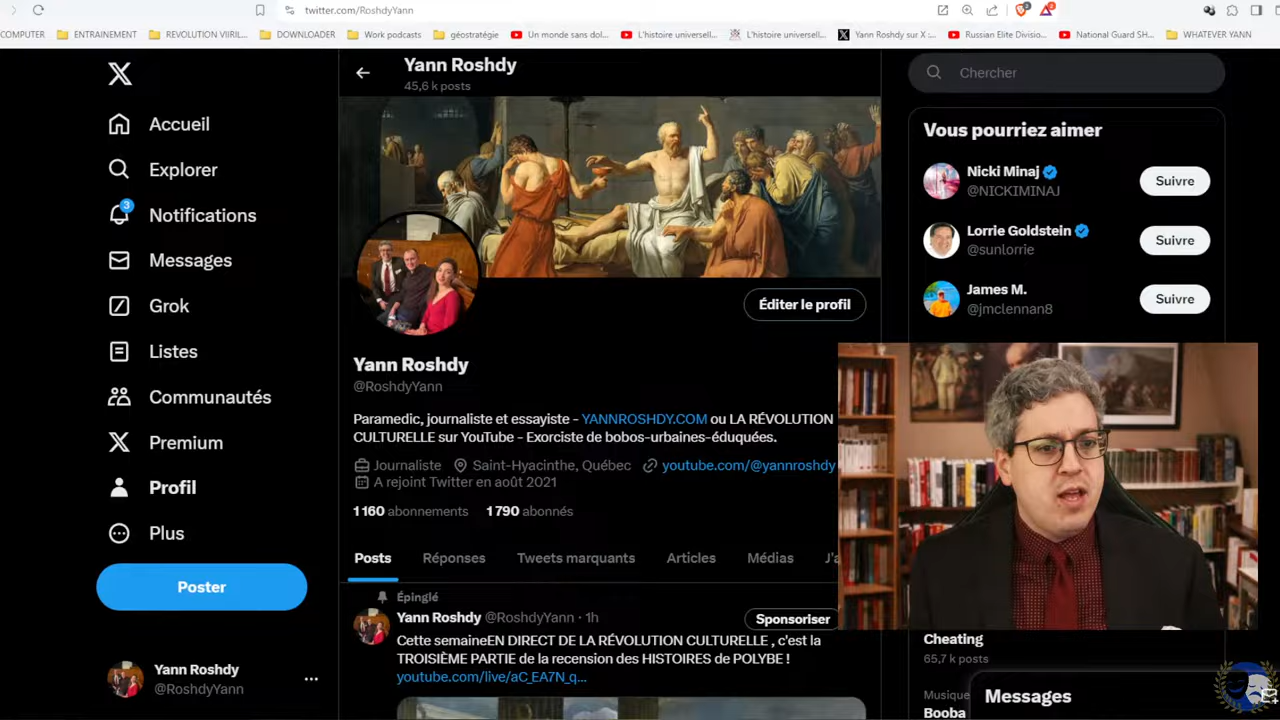 twitter.com/RoshdyYann
COMPUTER
ENTRAINEMENT
REVOLUTION VIIRIL...
DOWNLOADER
Work podcasts
géostratégie
Un monde sans dol...
L'histoire universell...
L'histoire universell...
Yann Roshdy sur X :...
Russian Elite Divisio...
National Guard SH...
WHATEVER YANN
Accueil
Explorer
3
Notifications
Messages
Grok
Listes
Communautés
Premium
Profil
Plus
Poster
Yann Roshdy
@RoshdyYann
Yann Roshdy
45,6 k posts
Éditer le profil
Yann Roshdy
@RoshdyYann
Paramedic, journaliste et essayiste - YANNROSHDY.COM ou LA RÉVOLUTION
CULTURELLE sur YouTube - Exorciste de bobos-urbaines-éduquées.
Journaliste Saint-Hyacinthe, Québec youtube.com/@yannroshdy
A rejoint Twitter en août 2021
1 160 abonnements 1 790 abonnés
Posts Réponses Tweets marquants Articles Médias J'a
Épinglé
Yann Roshdy @RoshdyYann · 1h
Sponsoriser
Cette semaineEN DIRECT DE LA RÉVOLUTION CULTURELLE , c'est la
TROISIÈME PARTIE de la recension des HISTOIRES de POLYBE !
youtube.com/live/aC_EA7N_q...
Chercher
Vous pourriez aimer
Nicki Minaj
@NICKIMINAJ
Suivre
Lorrie Goldstein
@sunlorrie
Suivre
James M.
@jmclennan8
Suivre
Cheating
65,7 k posts
Musique
Booba
Messages